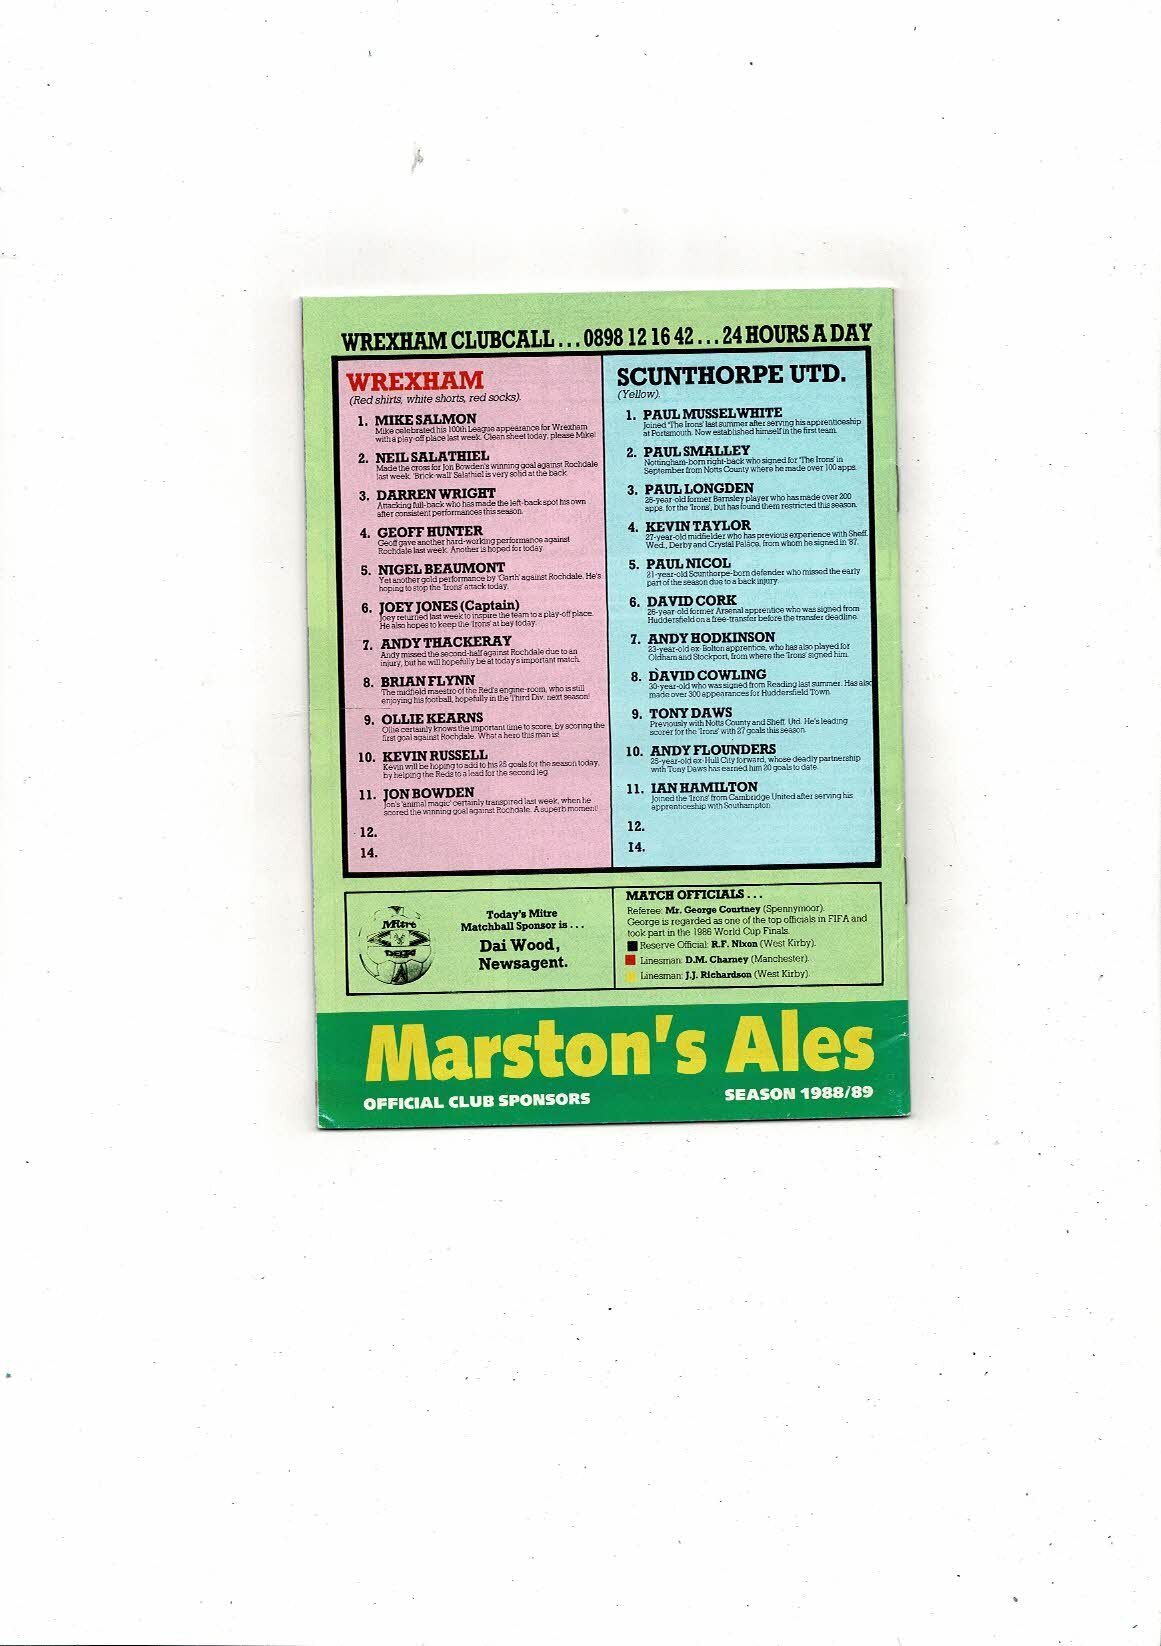 WREXHAM CLUBCALL...0898 12 16 42...24 HOURS A DAY
WREXHAM
(Red shirts, white shorts, red socks).
1. MIKE SALMON
Mike celebrated his 100th League appearance for Wrexham
with a play-off place last week. Clean sheet today, please Mike!
2. NEIL SALATHIEL
Made the cross for Jon Bowden's winning goal against Rochdale
last week. 'Brick-wall' Salathiel is very solid at the back.
3. DARREN WRIGHT
Attacking full-back who has made the left-back spot his own
after consistent performances this season.
4. GEOFF HUNTER
Geoff gave another hard-working performance against
Rochdale last week. Another is hoped for today.
5. NIGEL BEAUMONT
Yet another gold performance by 'Garth' against Rochdale. He's
hoping to stop the 'Irons' attack today.
6. JOEY JONES (Captain)
Joey returned last week to inspire the team to a play-off place.
He also hopes to keep the 'Irons' at bay today.
7. ANDY THACKERAY
Andy missed the second-half against Rochdale due to an
injury, but he will hopefully be at today's important match.
8. BRIAN FLYNN
The midfield maestro of the Red's engine-room, who is still
enjoying his football, hopefully in the Third Div. next season!
9. OLLIE KEARNS
Ollie certainly knows the important time to score, by scoring the
first goal against Rochdale. What a hero this man is!
10. KEVIN RUSSELL
Kevin will be hoping to add to his 25 goals for the season today,
by helping the Reds to a lead for the second leg.
11. JON BOWDEN
Jon's 'animal magic' certainly transpired last week, when he
scored the winning goal against Rochdale. A superb moment!
12.
14.
SCUNTHORPE UTD.
(Yellow).
1. PAUL MUSSELWHITE
Joined 'The Irons' last summer after serving his apprenticeship
at Portsmouth. Now established himself in the first team.
2. PAUL SMALLEY
Nottingham-born right-back who signed for 'The Irons' in
September from Notts County where he made over 100 apps.
3. PAUL LONGDEN
26-year-old former Barnsley player who has made over 200
apps. for the 'Irons', but has found them restricted this season.
4. KEVIN TAYLOR
27-year-old midfielder who has previous experience with Sheff.
Wed., Derby and Crystal Palace, from whom he signed in '87.
5. PAUL NICOL
21-year-old Scunthorpe-born defender who missed the early
part of the season due to a back injury.
6. DAVID CORK
26-year-old former Arsenal apprentice who was signed from
Huddersfield on a free-transfer before the transfer deadline.
7. ANDY HODKINSON
23-year-old ex-Bolton apprentice, who has also played for
Oldham and Stockport, from where the 'Irons' signed him.
8. DAVID COWLING
30-year-old who was signed from Reading last summer. Has also
made over 300 appearances for Huddersfield Town.
9. TONY DAWS
Previously with Notts County and Sheff. Utd. He's leading
scorer for the 'Irons' with 27 goals this season.
10. ANDY FLOUNDERS
25-year-old ex-Hull City forward, whose deadly partnership
with Tony Daws has earned him 20 goals to date.
11. IAN HAMILTON
Joined the 'Irons' from Cambridge United after serving his
apprenticeship with Southampton.
12.
14.
Mitre
DELTA
Today's Mitre
Matchball Sponsor is...
Dai Wood,
Newsagent.
MATCH OFFICIALS...
Referee: Mr. George Courtney (Spennymoor).
George is regarded as one of the top officials in FIFA and
took part in the 1986 World Cup Finals.
Reserve Official: R.F. Nixon (West Kirby).
Linesman: D.M. Charney (Manchester).
Linesman: J.J. Richardson (West Kirby).
Marston's Ales
OFFICIAL CLUB SPONSORS
SEASON 1988/89